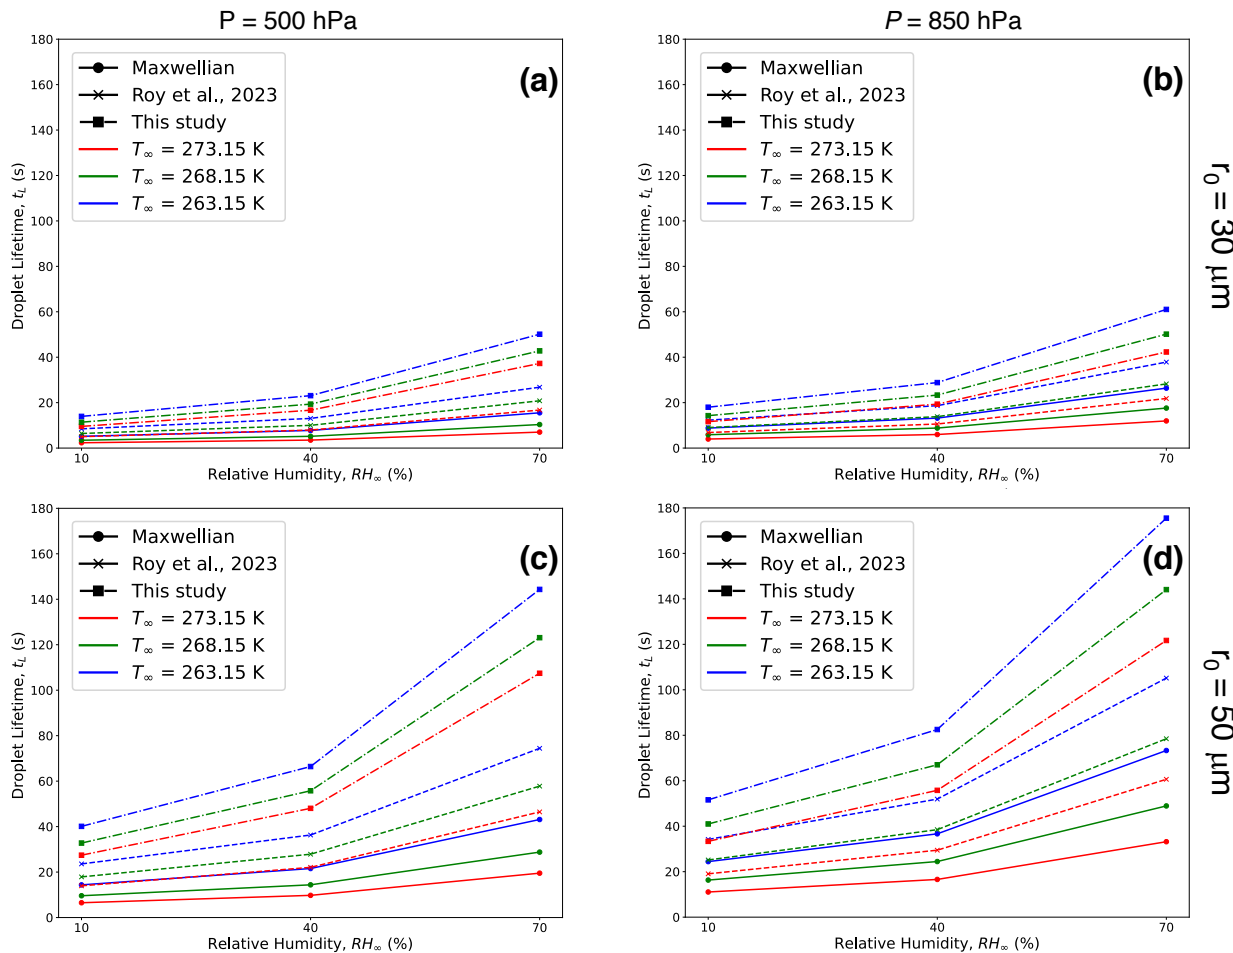 P = 500 hPa
P = 850 hPa
180
160
140
120
100
80
60
40
20
0
Droplet Lifetime, t_L (s)
Maxwellian
Roy et al., 2023
This study
T∞ = 273.15 K
T∞ = 268.15 K
T∞ = 263.15 K
(a)
10
40
70
Relative Humidity, RH∞ (%)
180
160
140
120
100
80
60
40
20
0
Droplet Lifetime, t_L (s)
Maxwellian
Roy et al., 2023
This study
T∞ = 273.15 K
T∞ = 268.15 K
T∞ = 263.15 K
(b)
10
40
70
Relative Humidity, RH∞ (%)
r₀ = 30 μm
180
160
140
120
100
80
60
40
20
0
Droplet Lifetime, t_L (s)
Maxwellian
Roy et al., 2023
This study
T∞ = 273.15 K
T∞ = 268.15 K
T∞ = 263.15 K
(c)
10
40
70
Relative Humidity, RH∞ (%)
180
160
140
120
100
80
60
40
20
0
Droplet Lifetime, t_L (s)
Maxwellian
Roy et al., 2023
This study
T∞ = 273.15 K
T∞ = 268.15 K
T∞ = 263.15 K
(d)
10
40
70
Relative Humidity, RH∞ (%)
r₀ = 50 μm